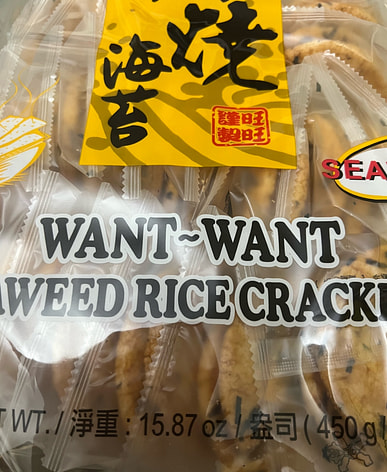 燒
海苔
旺旺
謹製
SEA
WANT~WANT
AWEED RICE CRACKE
T WT./ 淨重 : 15.87 oz / 盎司 ( 450 g /